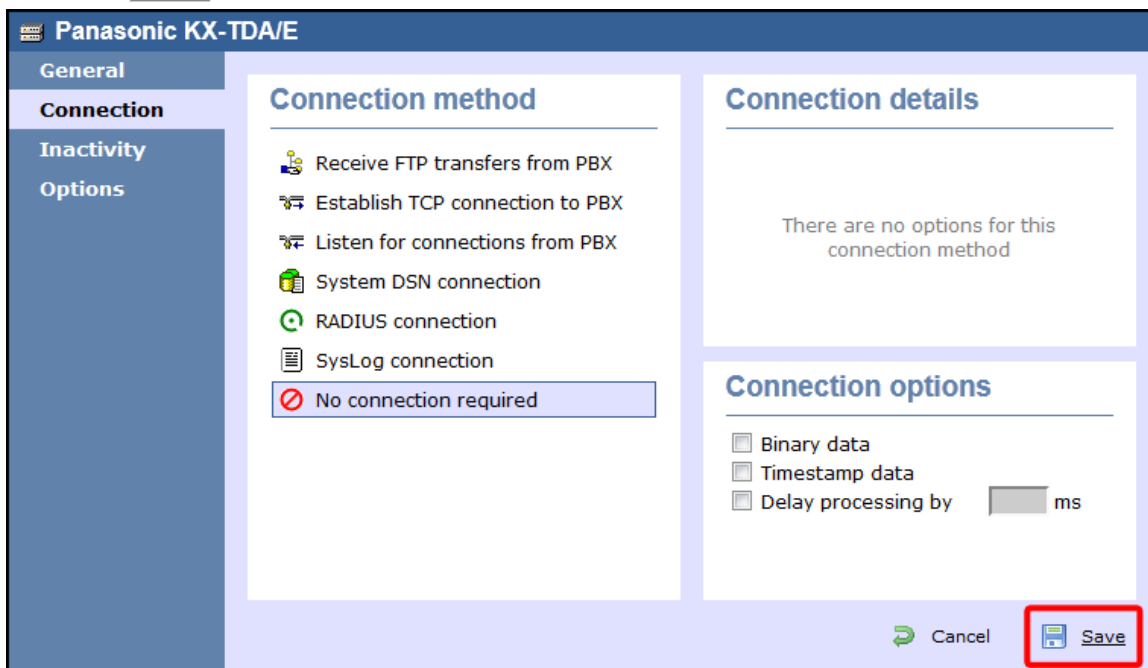 Panasonic KX-TDA/E
General
Connection
Inactivity
Options
Connection method
Receive FTP transfers from PBX
Establish TCP connection to PBX
Listen for connections from PBX
System DSN connection
RADIUS connection
SysLog connection
No connection required
Connection details
There are no options for this
connection method
Connection options
Binary data
Timestamp data
Delay processing by ms
Cancel
Save